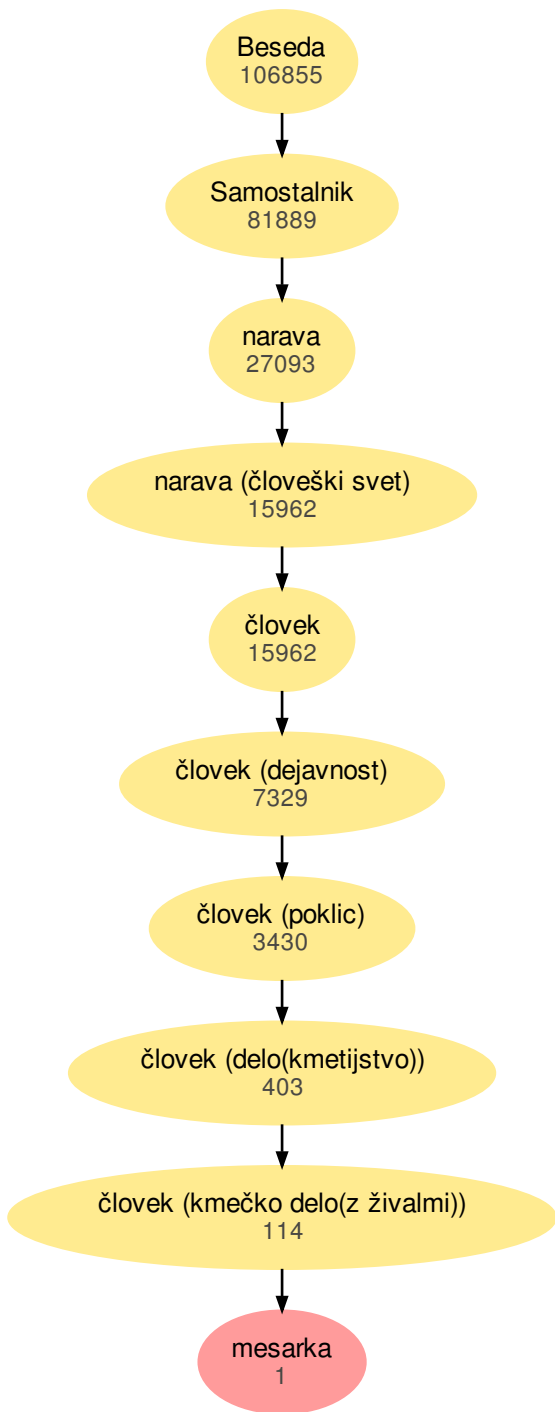 Beseda
106855
Samostalnik
81889
narava
27093
narava (človeški svet)
15962
človek
15962
človek (dejavnost)
7329
človek (poklic)
3430
človek (delo(kmetijstvo))
403
človek (kmečko delo(z živalmi))
114
mesarka
1